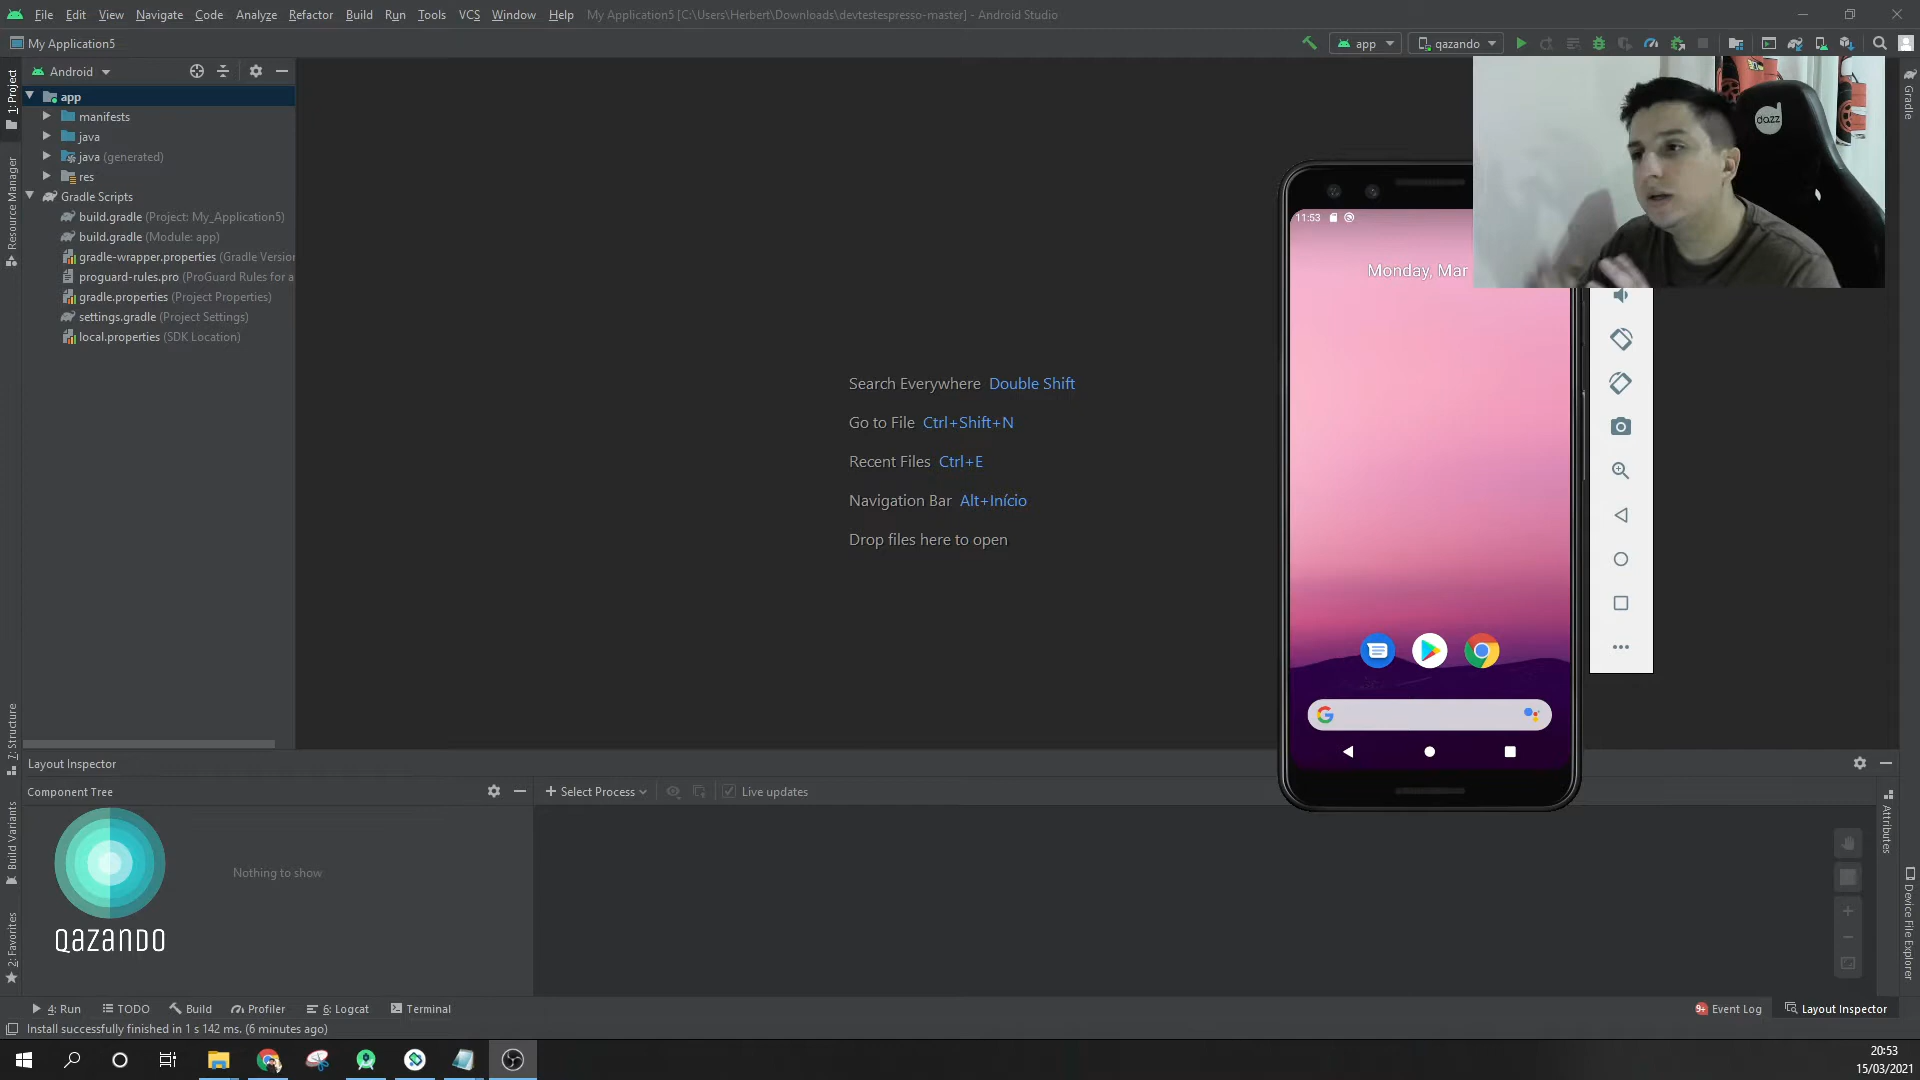 File Edit View Navigate Code Analyze Refactor Build Run Tools VCS Window Help My Application5 [C:\Users\Herbert\Downloads\devtestespresso-master] - Android Studio
My Application5
app
qazando
1: Project
Android
Gradle
dazz
app
manifests
java
java (generated)
res
Gradle Scripts
build.gradle (Project: My_Application5)
build.gradle (Module: app)
gradle-wrapper.properties (Gradle Version
proguard-rules.pro (ProGuard Rules for a
gradle.properties (Project Properties)
settings.gradle (Project Settings)
local.properties (SDK Location)
Resource Manager
11:53
Monday, Mar
Search Everywhere Double Shift
Go to File Ctrl+Shift+N
Recent Files Ctrl+E
Navigation Bar Alt+Início
Drop files here to open
7: Structure
Layout Inspector
Component Tree
Select Process
Live updates
Attributes
Build Variants
Nothing to show
QAZANDO
2: Favorites
Device File Explorer
4: Run
TODO
Build
Profiler
6: Logcat
Terminal
9+ Event Log
Layout Inspector
Install successfully finished in 1 s 142 ms. (6 minutes ago)
20:53
15/03/2021